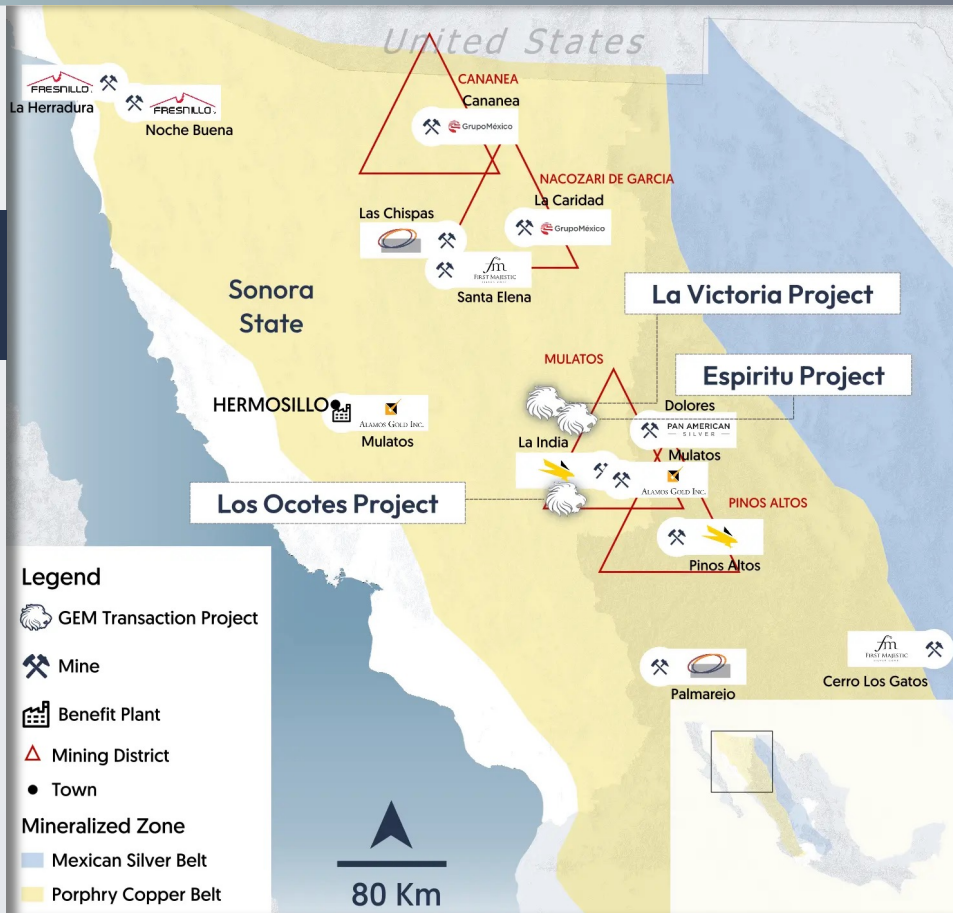 United States
FRESNILLO
La Herradura
FRESNILLO
Noche Buena
CANANEA
Cananea
GrupoMéxico
NACOZARI DE GARCIA
La Caridad
GrupoMéxico
Las Chispas
fm
FIRST MAJESTIC
Santa Elena
Sonora
State
La Victoria Project
MULATOS
Espiritu Project
HERMOSILLO
ALAMOS GOLD INC.
Mulatos
Dolores
PAN AMERICAN
SILVER
La India
Mulatos
ALAMOS GOLD INC.
Los Ocotes Project
PINOS ALTOS
Pinos Altos
fm
FIRST MAJESTIC
Cerro Los Gatos
Palmarejo
Legend
GEM Transaction Project
Mine
Benefit Plant
Mining District
Town
Mineralized Zone
Mexican Silver Belt
Porphry Copper Belt
80 Km